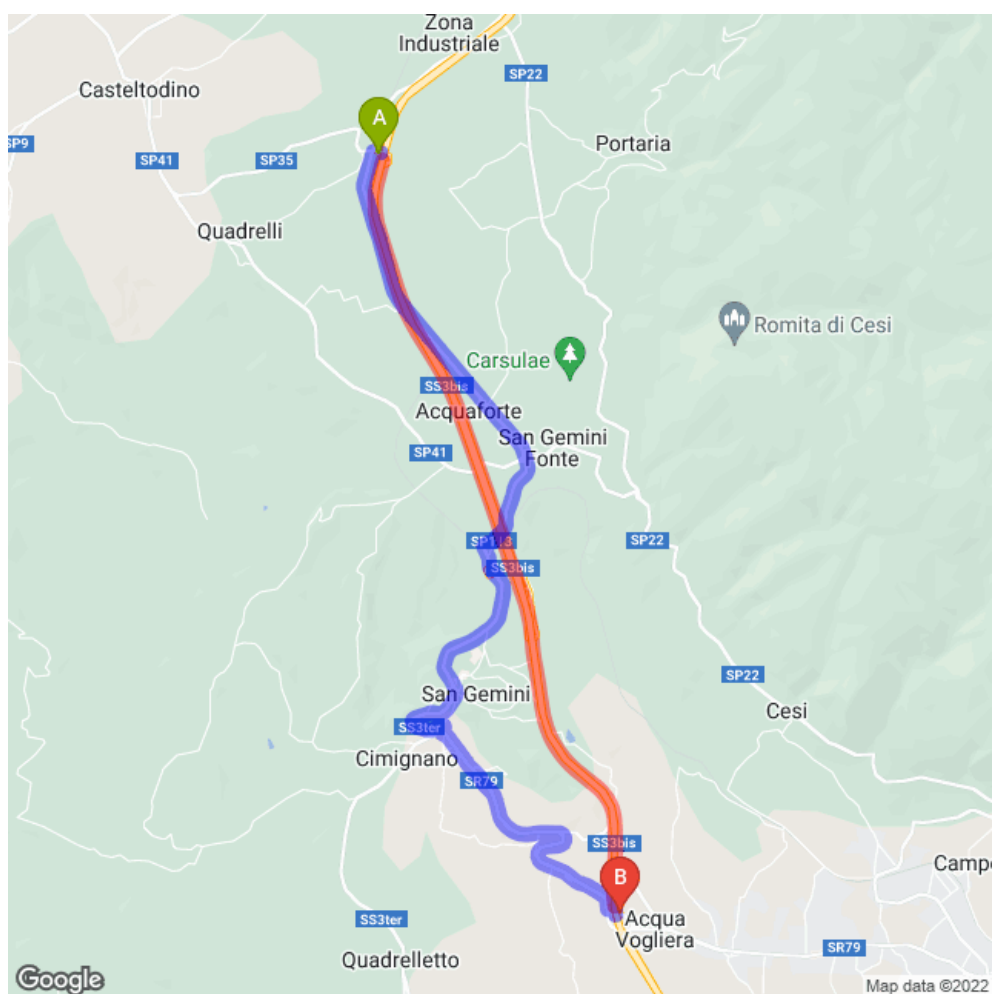 Zona
Industriale
SP22
Casteltodino
A
SP9
SP41
SP35
Portaria
Quadrelli
Romita di Cesi
Carsulae
SS3bis
Acquaforte
San Gemini
Fonte
SP41
SP22
SS3bis
SP22
San Gemini
Cesi
SS3ter
Cimignano
SR79
SS3bis
B
Campo
SS3ter
Acqua
Vogliera
SR79
Quadrelletto
Google
Map data ©2022